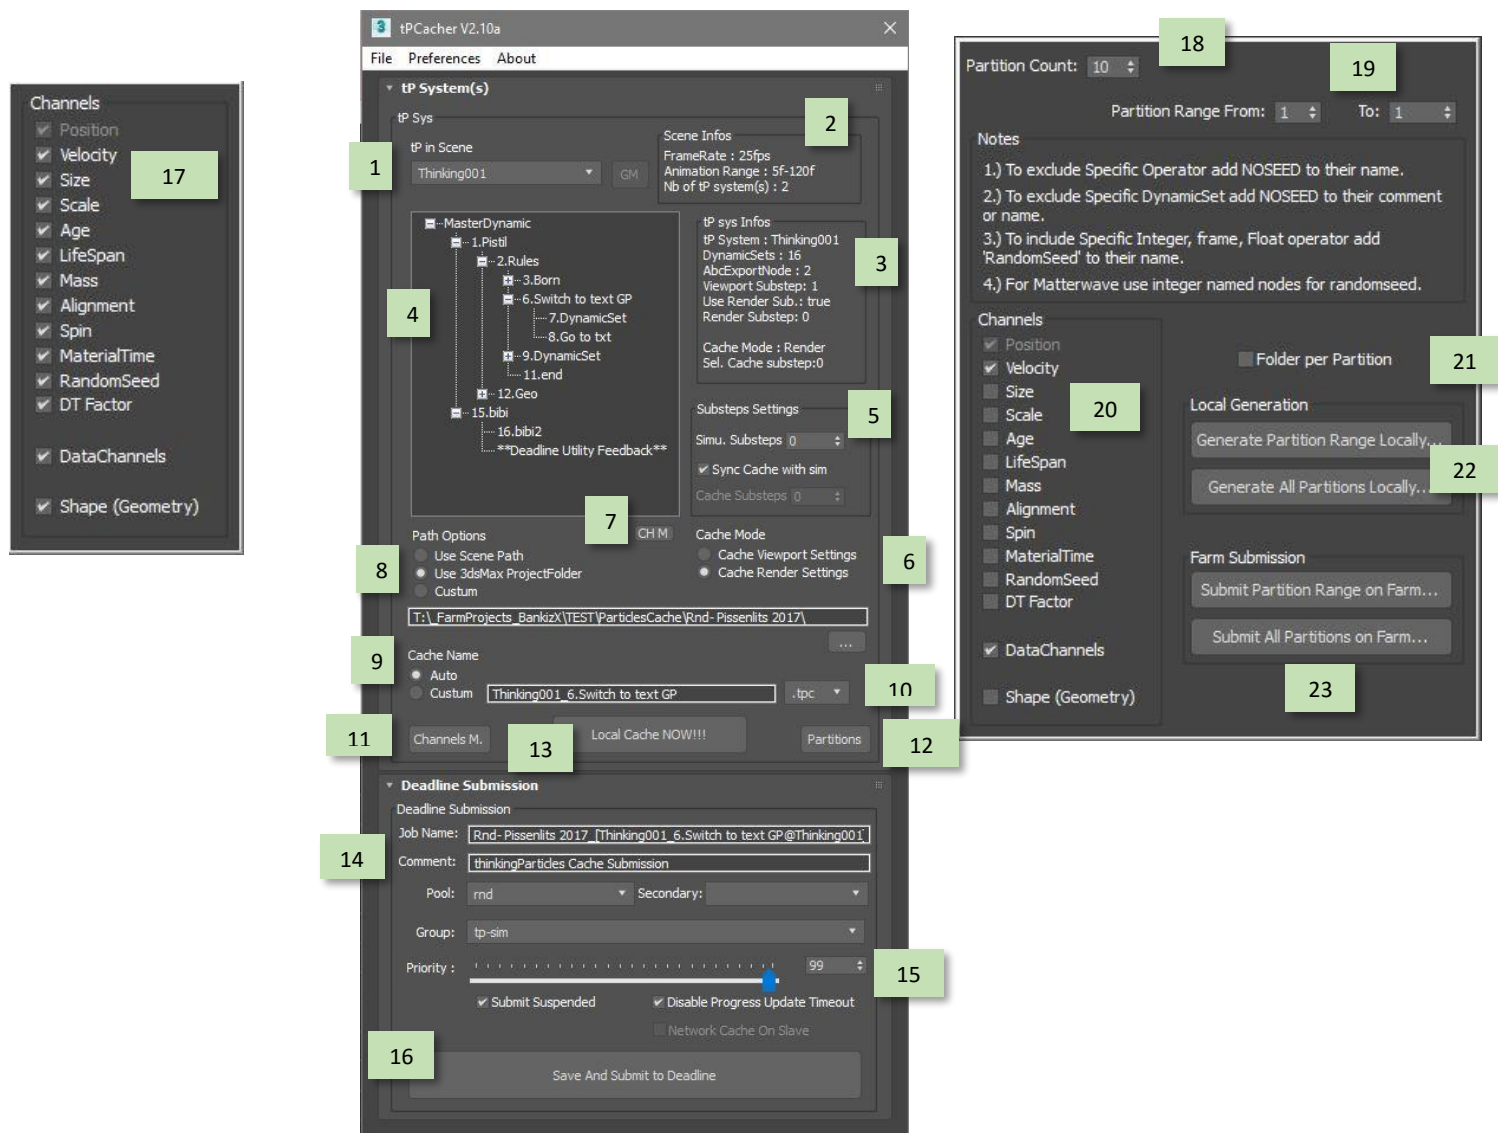 Channels
Position
Velocity
Size
Scale
Age
LifeSpan
Mass
Alignment
Spin
MaterialTime
RandomSeed
DT Factor
DataChannels
Shape (Geometry)
17
3 tPCacher V2.10a
File Preferences About
tP System(s)
tP Sys
1
tP in Scene
Thinking001
GM
2
Scene Infos
FrameRate : 25fps
Animation Range : 5f-120f
Nb of tP system(s) : 2
4
MasterDynamic
1.Pistil
2.Rules
3.Born
6.Switch to text GP
7.DynamicSet
8.Go to txt
9.DynamicSet
11.end
12.Geo
15.bibi
16.bibi2
**Deadline Utility Feedback**
3
tP sys Infos
tP System : Thinking001
DynamicSets : 16
AbcExportNode : 2
Viewport Substep: 1
Use Render Sub.: true
Render Substep: 0
Cache Mode : Render
Sel. Cache substep:0
5
Substeps Settings
Simu. Substeps 0
Sync Cache with sim
Cache Substeps 0
7
CH M
8
Path Options
Use Scene Path
Use 3dsMax ProjectFolder
Custum
6
Cache Mode
Cache Viewport Settings
Cache Render Settings
T:\_FarmProjects_BankizX\TEST\ParticlesCache\Rnd- Pissenlits 2017\
...
9
Cache Name
Auto
Custum Thinking001_6.Switch to text GP .tpc
10
11
Channels M.
13
Local Cache NOW!!!
Partitions
12
Deadline Submission
Deadline Submission
14
Job Name: Rnd- Pissenlits 2017_[Thinking001_6.Switch to text GP@Thinking001]
Comment: thinkingParticles Cache Submission
Pool: rnd Secondary:
Group: tp-sim
Priority : 99
15
Submit Suspended Disable Progress Update Timeout
Network Cache On Slave
16
Save And Submit to Deadline
18
Partition Count: 10
19
Partition Range From: 1 To: 1
Notes
1.) To exclude Specific Operator add NOSEED to their name.
2.) To exclude Specific DynamicSet add NOSEED to their comment
or name.
3.) To include Specific Integer, frame, Float operator add
'RandomSeed' to their name.
4.) For Matterwave use integer named nodes for randomseed.
Channels
Position
Velocity
Size
Scale
Age
LifeSpan
Mass
Alignment
Spin
MaterialTime
RandomSeed
DT Factor
DataChannels
Shape (Geometry)
20
Folder per Partition
21
Local Generation
Generate Partition Range Locally...
Generate All Partitions Locally...
22
Farm Submission
Submit Partition Range on Farm...
Submit All Partitions on Farm...
23